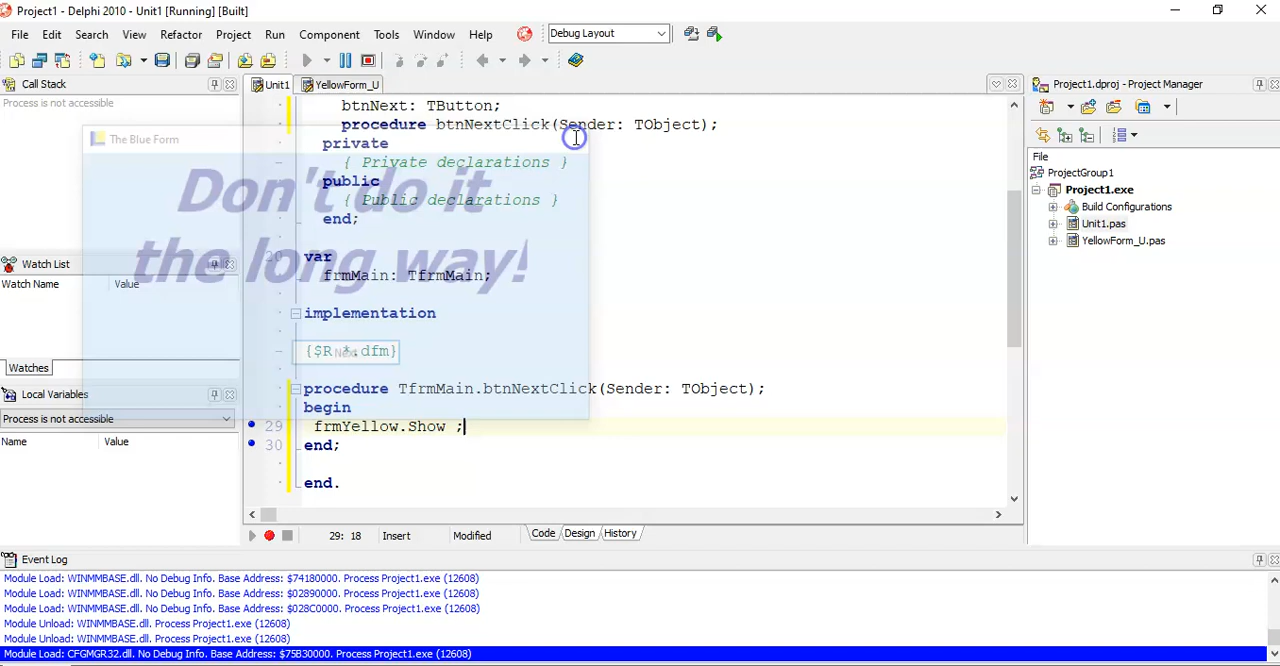 Project1 - Delphi 2010 - Unit1 [Running] [Built]
File Edit Search View Refactor Project Run Component Tools Window Help Debug Layout
Call Stack
Process is not accessible
Unit1 YellowForm_U
Project1.dproj - Project Manager
btnNext: TButton;
procedure btnNextClick(Sender: TObject);
private
{ Private declarations }
public
{ Public declarations }
end;
The Blue Form
Don't do it
the long way!
20
var
frmMain: TfrmMain;
implementation
{$R *.dfm}
Next
procedure TfrmMain.btnNextClick(Sender: TObject);
begin
29 frmYellow.Show ;
30 end;
end.
Watch List
Watch Name Value
Watches
Local Variables
Process is not accessible
Name Value
File
ProjectGroup1
Project1.exe
Build Configurations
Unit1.pas
YellowForm_U.pas
29: 18 Insert Modified Code Design History
Event Log
Module Load: WINMMBASE.dll. No Debug Info. Base Address: $74180000. Process Project1.exe (12608)
Module Load: WINMMBASE.dll. No Debug Info. Base Address: $02890000. Process Project1.exe (12608)
Module Load: WINMMBASE.dll. No Debug Info. Base Address: $028C0000. Process Project1.exe (12608)
Module Unload: WINMMBASE.dll. Process Project1.exe (12608)
Module Unload: WINMMBASE.dll. Process Project1.exe (12608)
Module Load: CFGMGR32.dll. No Debug Info. Base Address: $75B30000. Process Project1.exe (12608)